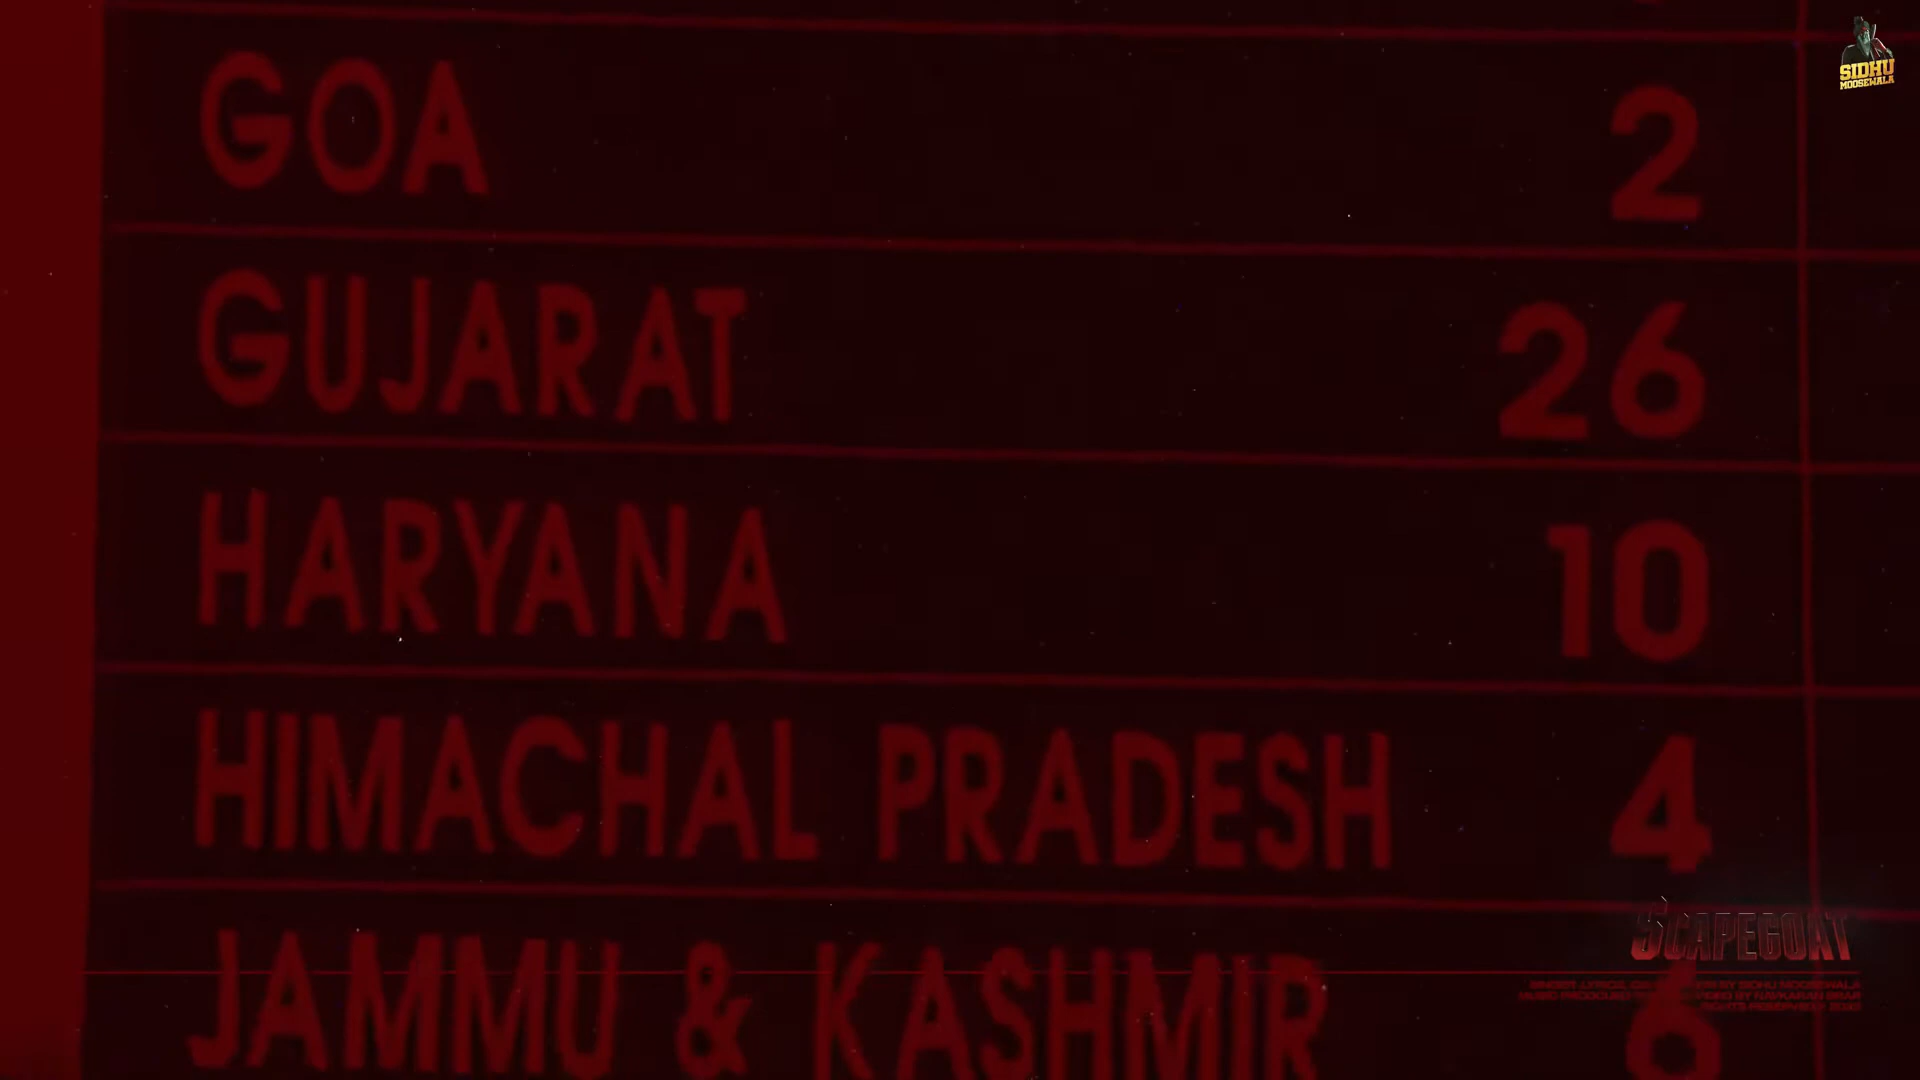 SIDHU
MOOSEWALA
GOA 2
GUJARAT 26
HARYANA 10
HIMACHAL PRADESH 4
SCAPEGOAT
JAMMU & KASHMIR 6